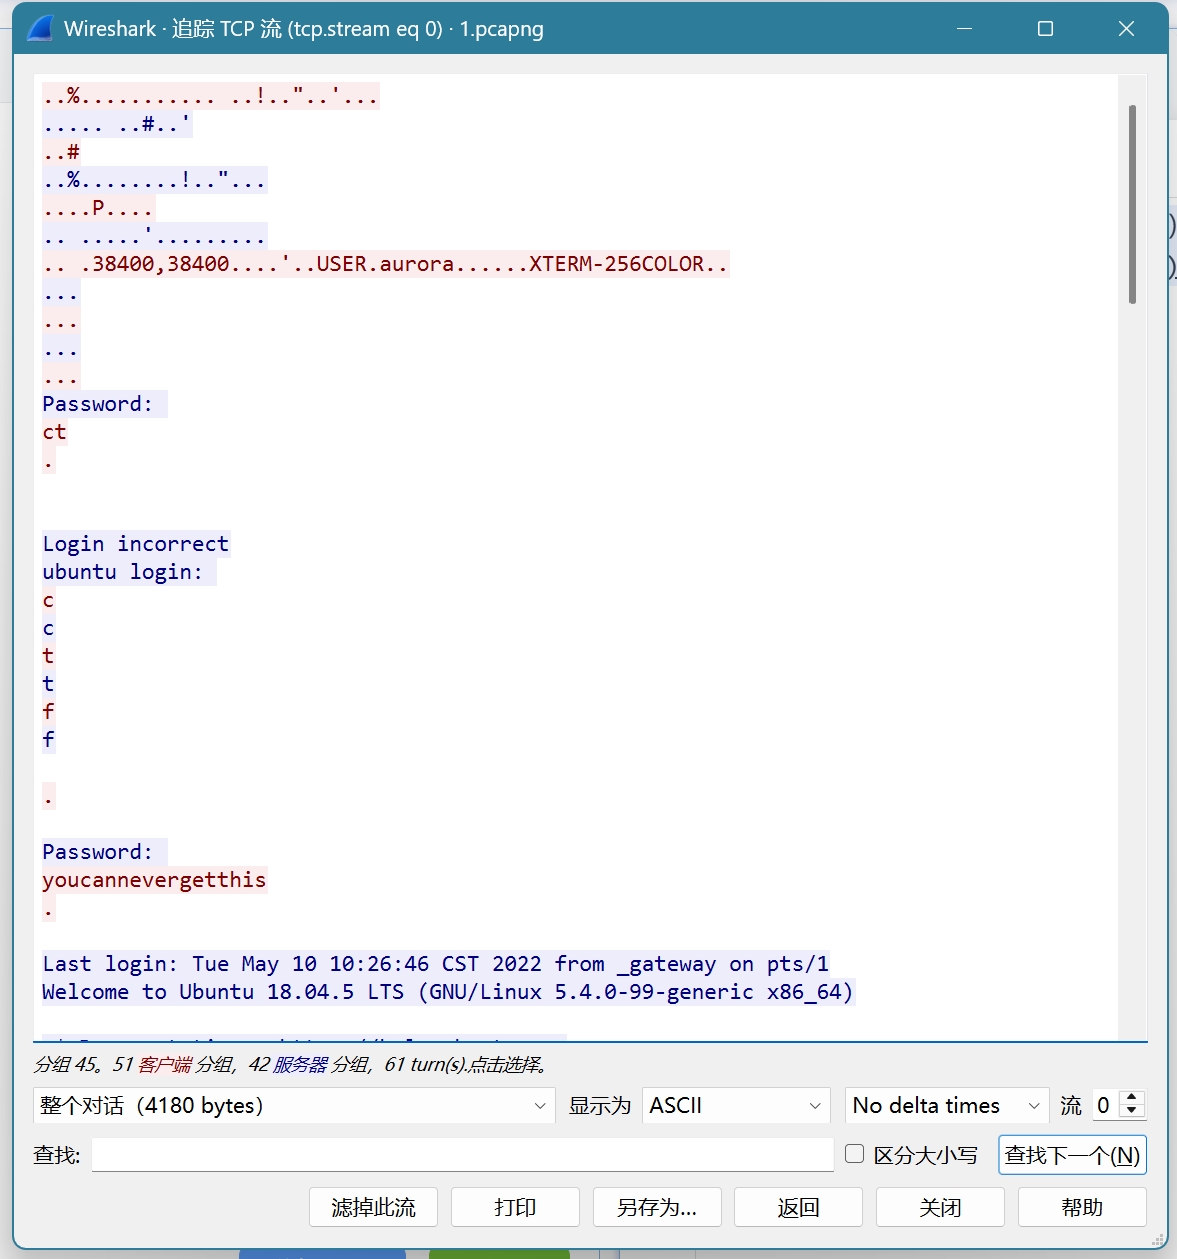 Wireshark · 追踪 TCP 流 (tcp.stream eq 0) · 1.pcapng
..%........... ..!.."..'...
..... ..#..'
..#
..%........!.."...
....P....
.. .....'.........
.. .38400,38400....'..USER.aurora......XTERM-256COLOR..
...
...
...
...
Password:
ct
.
Login incorrect
ubuntu login:
c
c
t
t
f
f
.
Password:
youcannevergetthis
.
Last login: Tue May 10 10:26:46 CST 2022 from _gateway on pts/1
Welcome to Ubuntu 18.04.5 LTS (GNU/Linux 5.4.0-99-generic x86_64)
分组 45。51 客户端 分组，42 服务器 分组，61 turn(s).点击选择。
整个对话（4180 bytes） 显示为 ASCII No delta times 流 0
查找: 区分大小写 查找下一个(N)
滤掉此流 打印 另存为... 返回 关闭 帮助